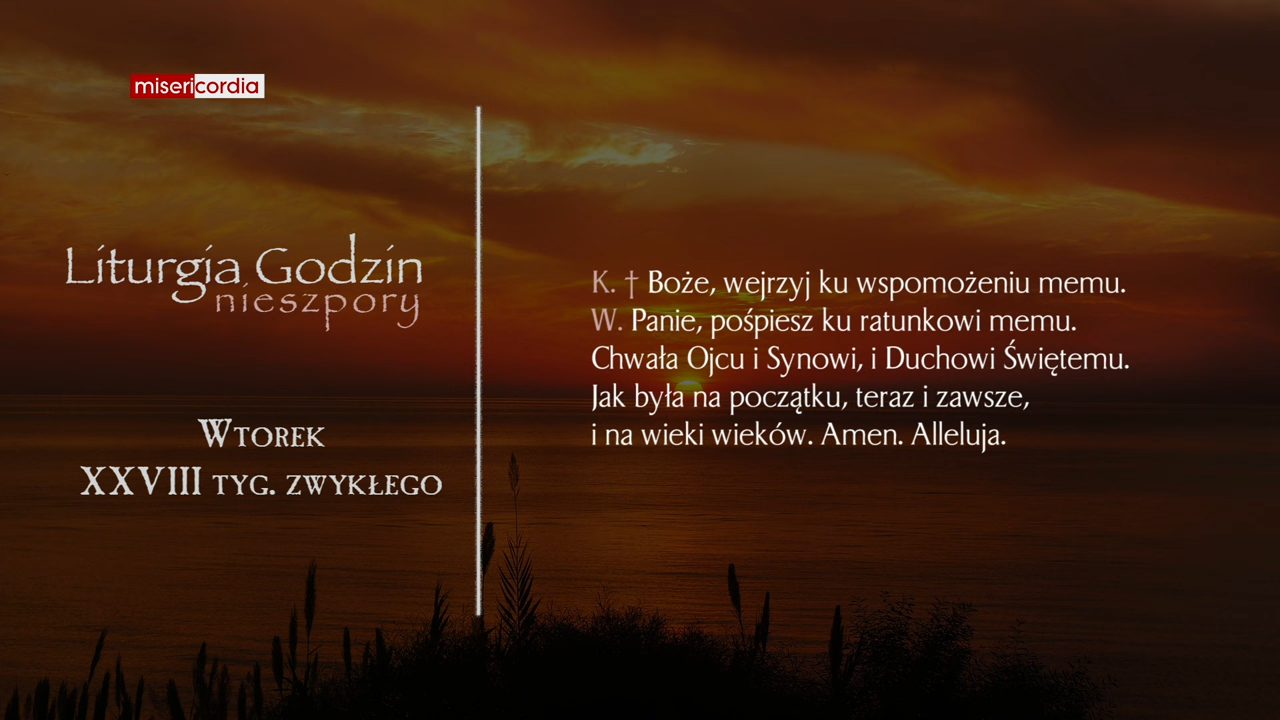 misericordia
Liturgia Godzin
nieszpory
Wtorek
XXVIII tyg. zwykłego
K. † Boże, wejrzyj ku wspomożeniu memu.
W. Panie, pośpiesz ku ratunkowi memu.
Chwała Ojcu i Synowi, i Duchowi Świętemu.
Jak była na początku, teraz i zawsze,
i na wieki wieków. Amen. Alleluja.